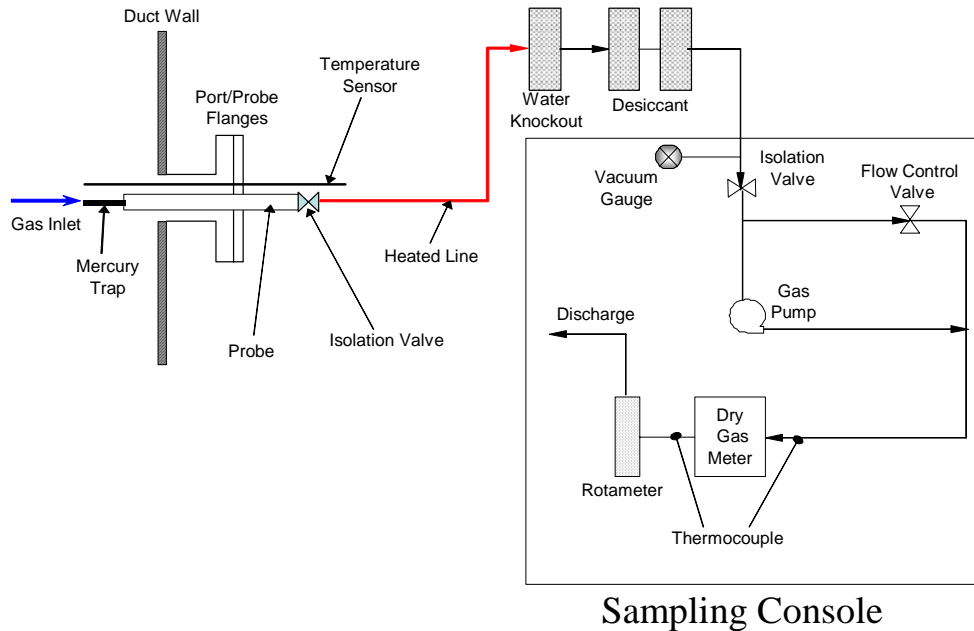 Duct Wall
Temperature
Sensor
Port/Probe
Flanges
Gas Inlet
Mercury
Trap
Probe
Isolation Valve
Heated Line
Water
Knockout
Desiccant
Vacuum
Gauge
Isolation
Valve
Flow Control
Valve
Gas
Pump
Discharge
Dry
Gas
Meter
Rotameter
Thermocouple
Sampling Console